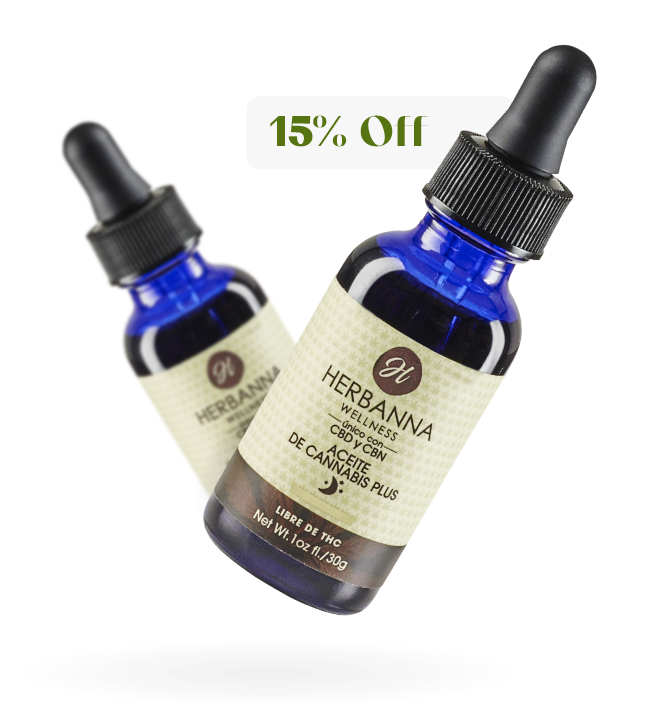 15% Off
H
HERBANNA
WELLNESS
único con
CBD y CBN
ACEITE
DE CANNABIS PLUS
LIBRE DE THC
Net Wt. 1oz fl./30g
H
HERBANNA